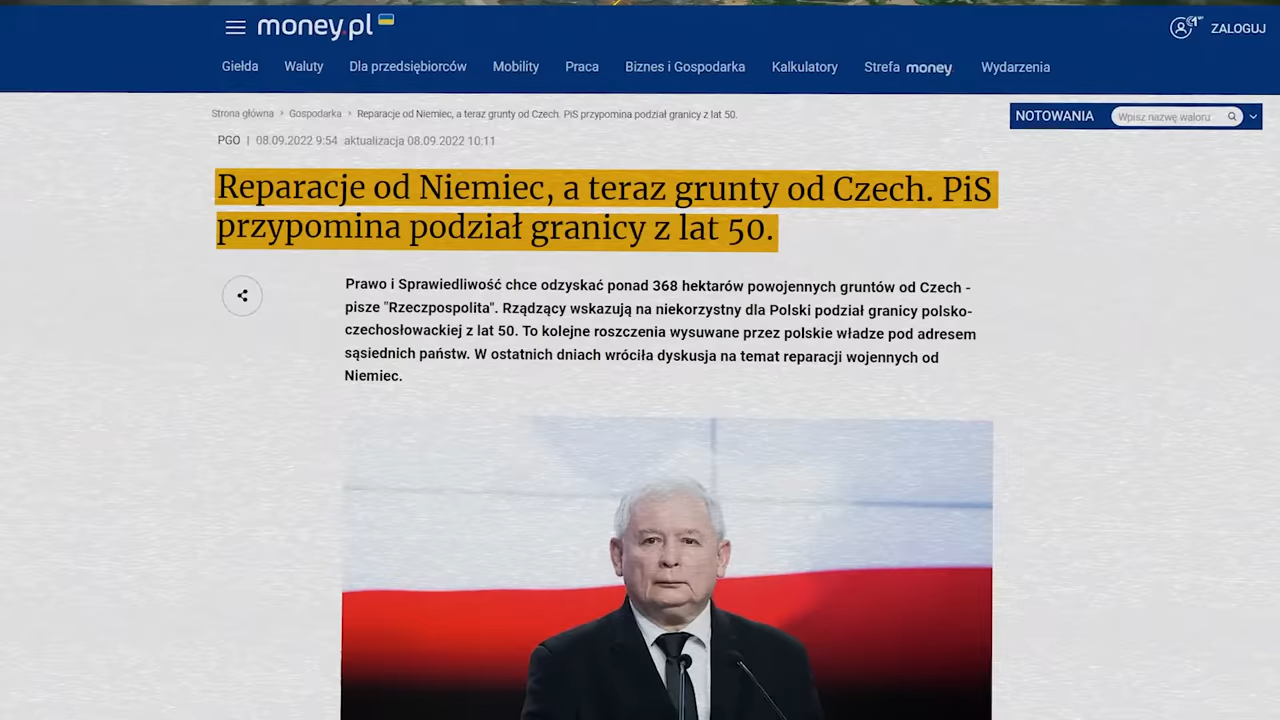 money.pl
ZALOGUJ
Giełda Waluty Dla przedsiębiorców Mobility Praca Biznes i Gospodarka Kalkulatory Strefa money Wydarzenia
Strona główna > Gospodarka > Reparacje od Niemiec, a teraz grunty od Czech. PiS przypomina podział granicy z lat 50.
NOTOWANIA Wpisz nazwę waloru
PGO | 08.09.2022 9:54 aktualizacja 08.09.2022 10:11
Reparacje od Niemiec, a teraz grunty od Czech. PiS
przypomina podział granicy z lat 50.
Prawo i Sprawiedliwość chce odzyskać ponad 368 hektarów powojennych gruntów od Czech -
pisze "Rzeczpospolita". Rządzący wskazują na niekorzystny dla Polski podział granicy polsko-
czechosłowackiej z lat 50. To kolejne roszczenia wysuwane przez polskie władze pod adresem
sąsiednich państw. W ostatnich dniach wróciła dyskusja na temat reparacji wojennych od
Niemiec.